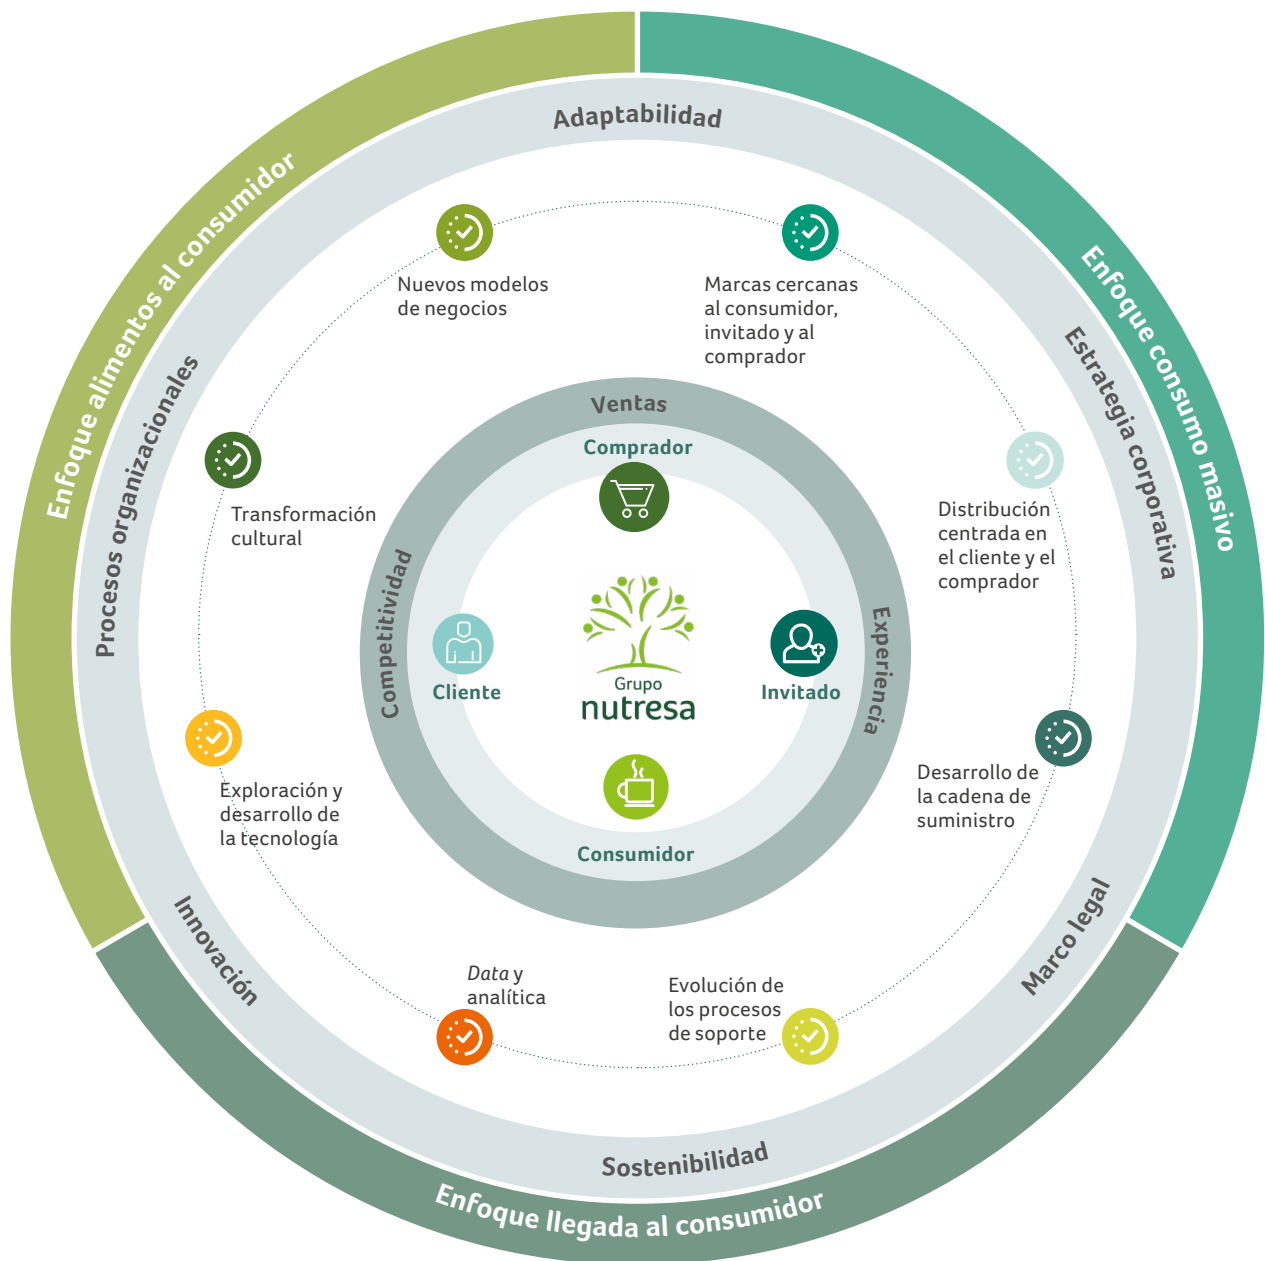 Enfoque alimentos al consumidor
Enfoque consumo masivo
Enfoque llegada al consumidor
Adaptabilidad
Estrategia corporativa
Marco legal
Sostenibilidad
Innovación
Procesos organizacionales
Nuevos modelos
de negocios
Marcas cercanas
al consumidor,
invitado y al
comprador
Distribución
centrada en
el cliente y el
comprador
Desarrollo de
la cadena de
suministro
Evolución de
los procesos
de soporte
Data y
analítica
Exploración y
desarrollo de
la tecnología
Transformación
cultural
Ventas
Experiencia
Competitividad
Comprador
Invitado
Consumidor
Cliente
Grupo
nutresa